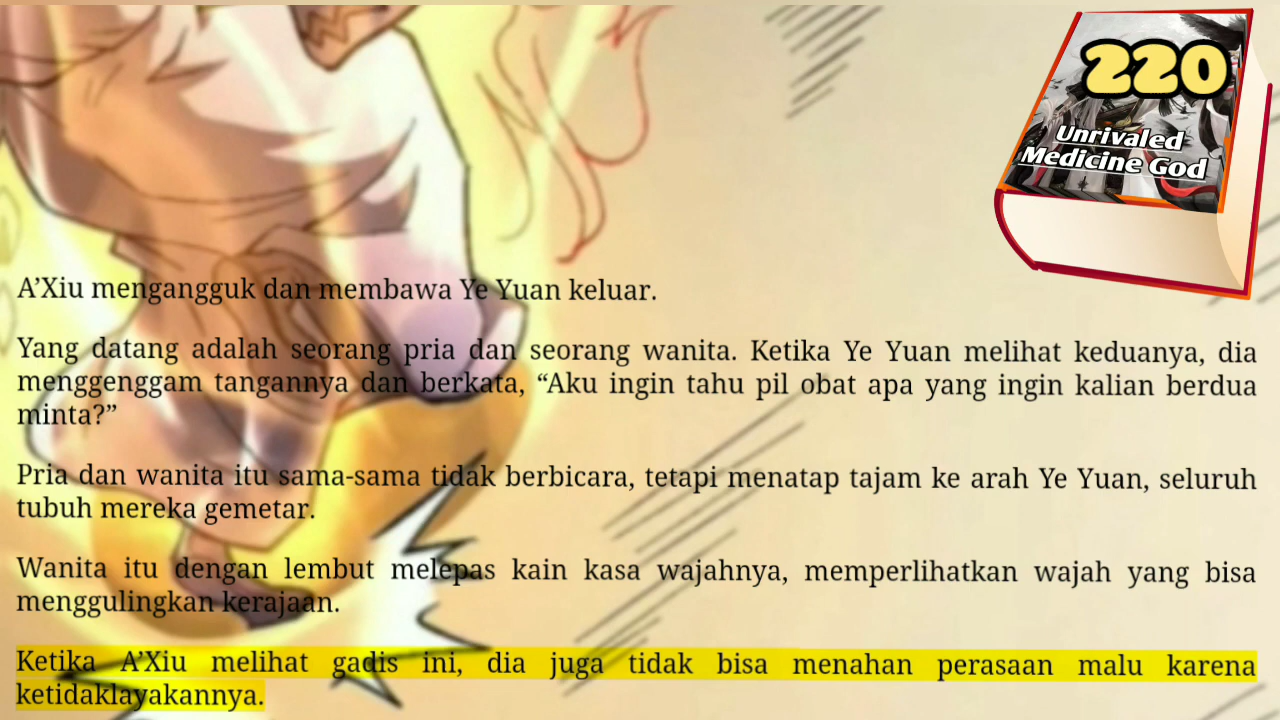 220
Unrivaled
Medicine God
A’Xiu mengangguk dan membawa Ye Yuan keluar.
Yang datang adalah seorang pria dan seorang wanita. Ketika Ye Yuan melihat keduanya, dia
menggenggam tangannya dan berkata, “Aku ingin tahu pil obat apa yang ingin kalian berdua
minta?”
Pria dan wanita itu sama-sama tidak berbicara, tetapi menatap tajam ke arah Ye Yuan, seluruh
tubuh mereka gemetar.
Wanita itu dengan lembut melepas kain kasa wajahnya, memperlihatkan wajah yang bisa
menggulingkan kerajaan.
Ketika A’Xiu melihat gadis ini, dia juga tidak bisa menahan perasaan malu karena
ketidaklayakannya.